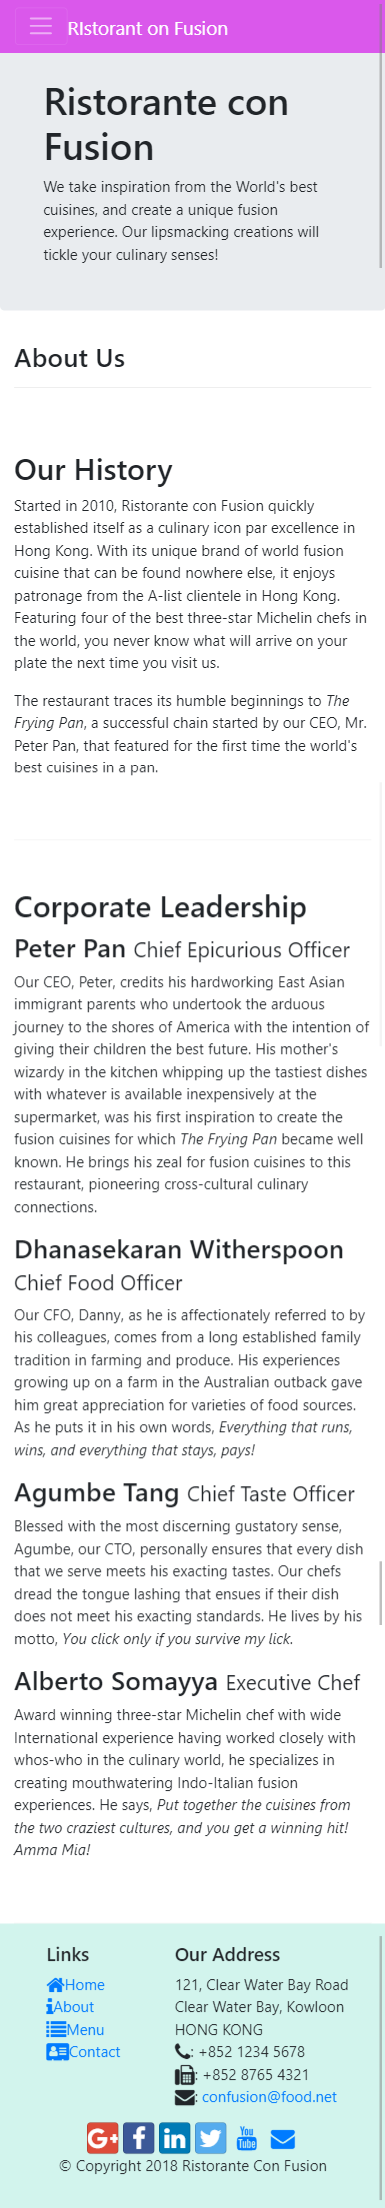 RIstorant on Fusion
Ristorante con
Fusion
We take inspiration from the World's best
cuisines, and create a unique fusion
experience. Our lipsmacking creations will
tickle your culinary senses!
About Us
Our History
Started in 2010, Ristorante con Fusion quickly
established itself as a culinary icon par excellence in
Hong Kong. With its unique brand of world fusion
cuisine that can be found nowhere else, it enjoys
patronage from the A-list clientele in Hong Kong.
Featuring four of the best three-star Michelin chefs in
the world, you never know what will arrive on your
plate the next time you visit us.
The restaurant traces its humble beginnings to The
Frying Pan, a successful chain started by our CEO, Mr.
Peter Pan, that featured for the first time the world's
best cuisines in a pan.
Corporate Leadership
Peter Pan Chief Epicurious Officer
Our CEO, Peter, credits his hardworking East Asian
immigrant parents who undertook the arduous
journey to the shores of America with the intention of
giving their children the best future. His mother's
wizardy in the kitchen whipping up the tastiest dishes
with whatever is available inexpensively at the
supermarket, was his first inspiration to create the
fusion cuisines for which The Frying Pan became well
known. He brings his zeal for fusion cuisines to this
restaurant, pioneering cross-cultural culinary
connections.
Dhanasekaran Witherspoon
Chief Food Officer
Our CFO, Danny, as he is affectionately referred to by
his colleagues, comes from a long established family
tradition in farming and produce. His experiences
growing up on a farm in the Australian outback gave
him great appreciation for varieties of food sources.
As he puts it in his own words, Everything that runs,
wins, and everything that stays, pays!
Agumbe Tang Chief Taste Officer
Blessed with the most discerning gustatory sense,
Agumbe, our CTO, personally ensures that every dish
that we serve meets his exacting tastes. Our chefs
dread the tongue lashing that ensues if their dish
does not meet his exacting standards. He lives by his
motto, You click only if you survive my lick.
Alberto Somayya Executive Chef
Award winning three-star Michelin chef with wide
International experience having worked closely with
whos-who in the culinary world, he specializes in
creating mouthwatering Indo-Italian fusion
experiences. He says, Put together the cuisines from
the two craziest cultures, and you get a winning hit!
Amma Mia!
Links
Home
About
Menu
Contact
Our Address
121, Clear Water Bay Road
Clear Water Bay, Kowloon
HONG KONG
: +852 1234 5678
: +852 8765 4321
: confusion@food.net
G+ f in You Tube
© Copyright 2018 Ristorante Con Fusion